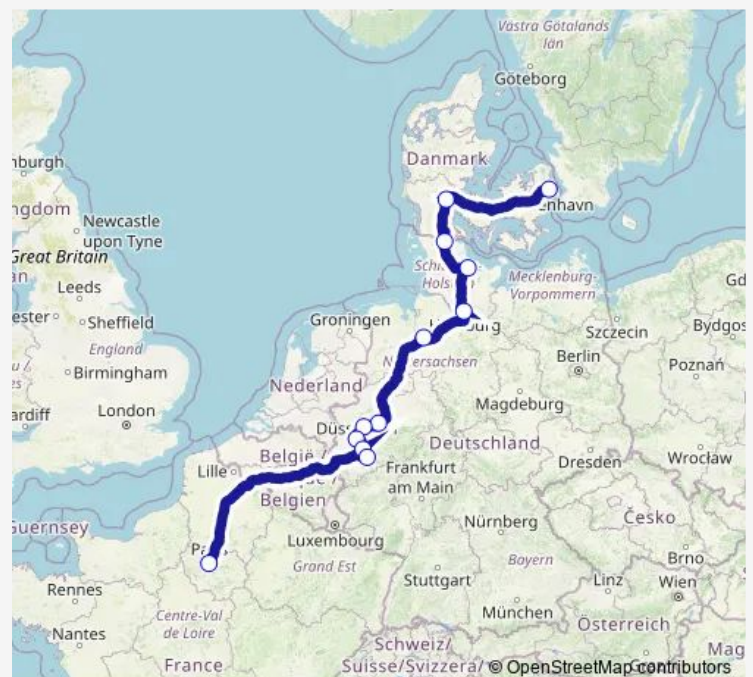 Västra Götalands
län
Göteborg
Danmark
nburgh
enhavn
ngdom
Newcastle
upon Tyne
Great Britain
Leeds
Mecklenburg-
Vorpommern
Sheffield
Groningen
Szczecin
England
Berlin
Birmingham
Poznań
Nederland
Magdeburg
London
Deutschland
België /
Wrocław
Lille
Dresden
Frankfurt
am Main
Belgien
Guernsey
Luxembourg
Česko
Nürnberg
Grand Est
Brno
Rennes
Bayern
Stuttgart
Linz
Wien
Centre-Val
de Loire
München
Nantes
Österreich
Schweiz/
France
Suisse/Svizzera/
© OpenStreetMap contributors